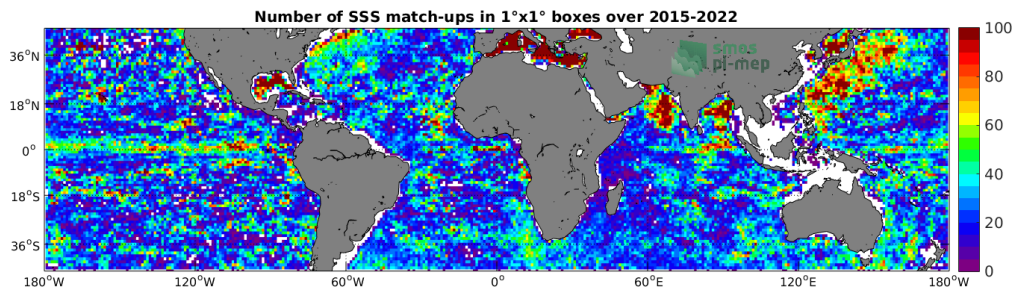 Number of SSS match-ups in 1°x1° boxes over 2015-2022
smos
pi-mep
36°N
18°N
0°
18°S
36°S
180°W
120°W
60°W
0°
60°E
120°E
180°W
100
80
60
40
20
0